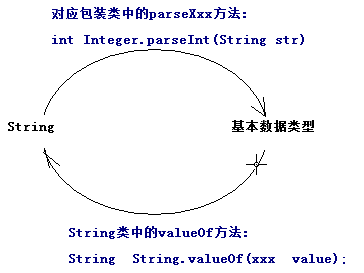 对应包装类中的parseXxx方法:
int Integer.parseInt(String str)
String
基本数据类型
String类中的valueOf方法:
String String.valueOf(xxx value);